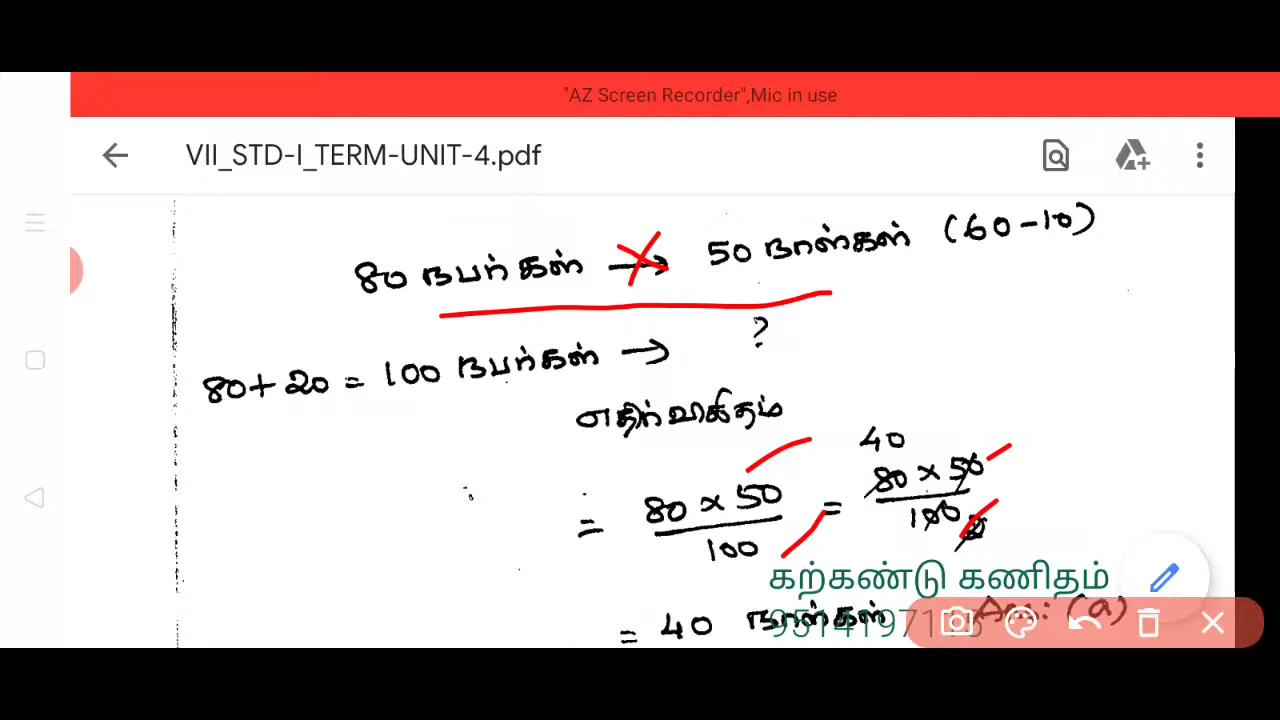 "AZ Screen Recorder",Mic in use
VII_STD-I_TERM-UNIT-4.pdf
80 நபர்கள் → 50 நாள்கள் (60-10)
80+20 = 100 நபர்கள் → ?
எதிர்விகிதம்
40
= 80 × 50 = 80 × 50
100 100 2
கற்கண்டு கணிதம்
= 40 நாள்கள் Ans: (a)